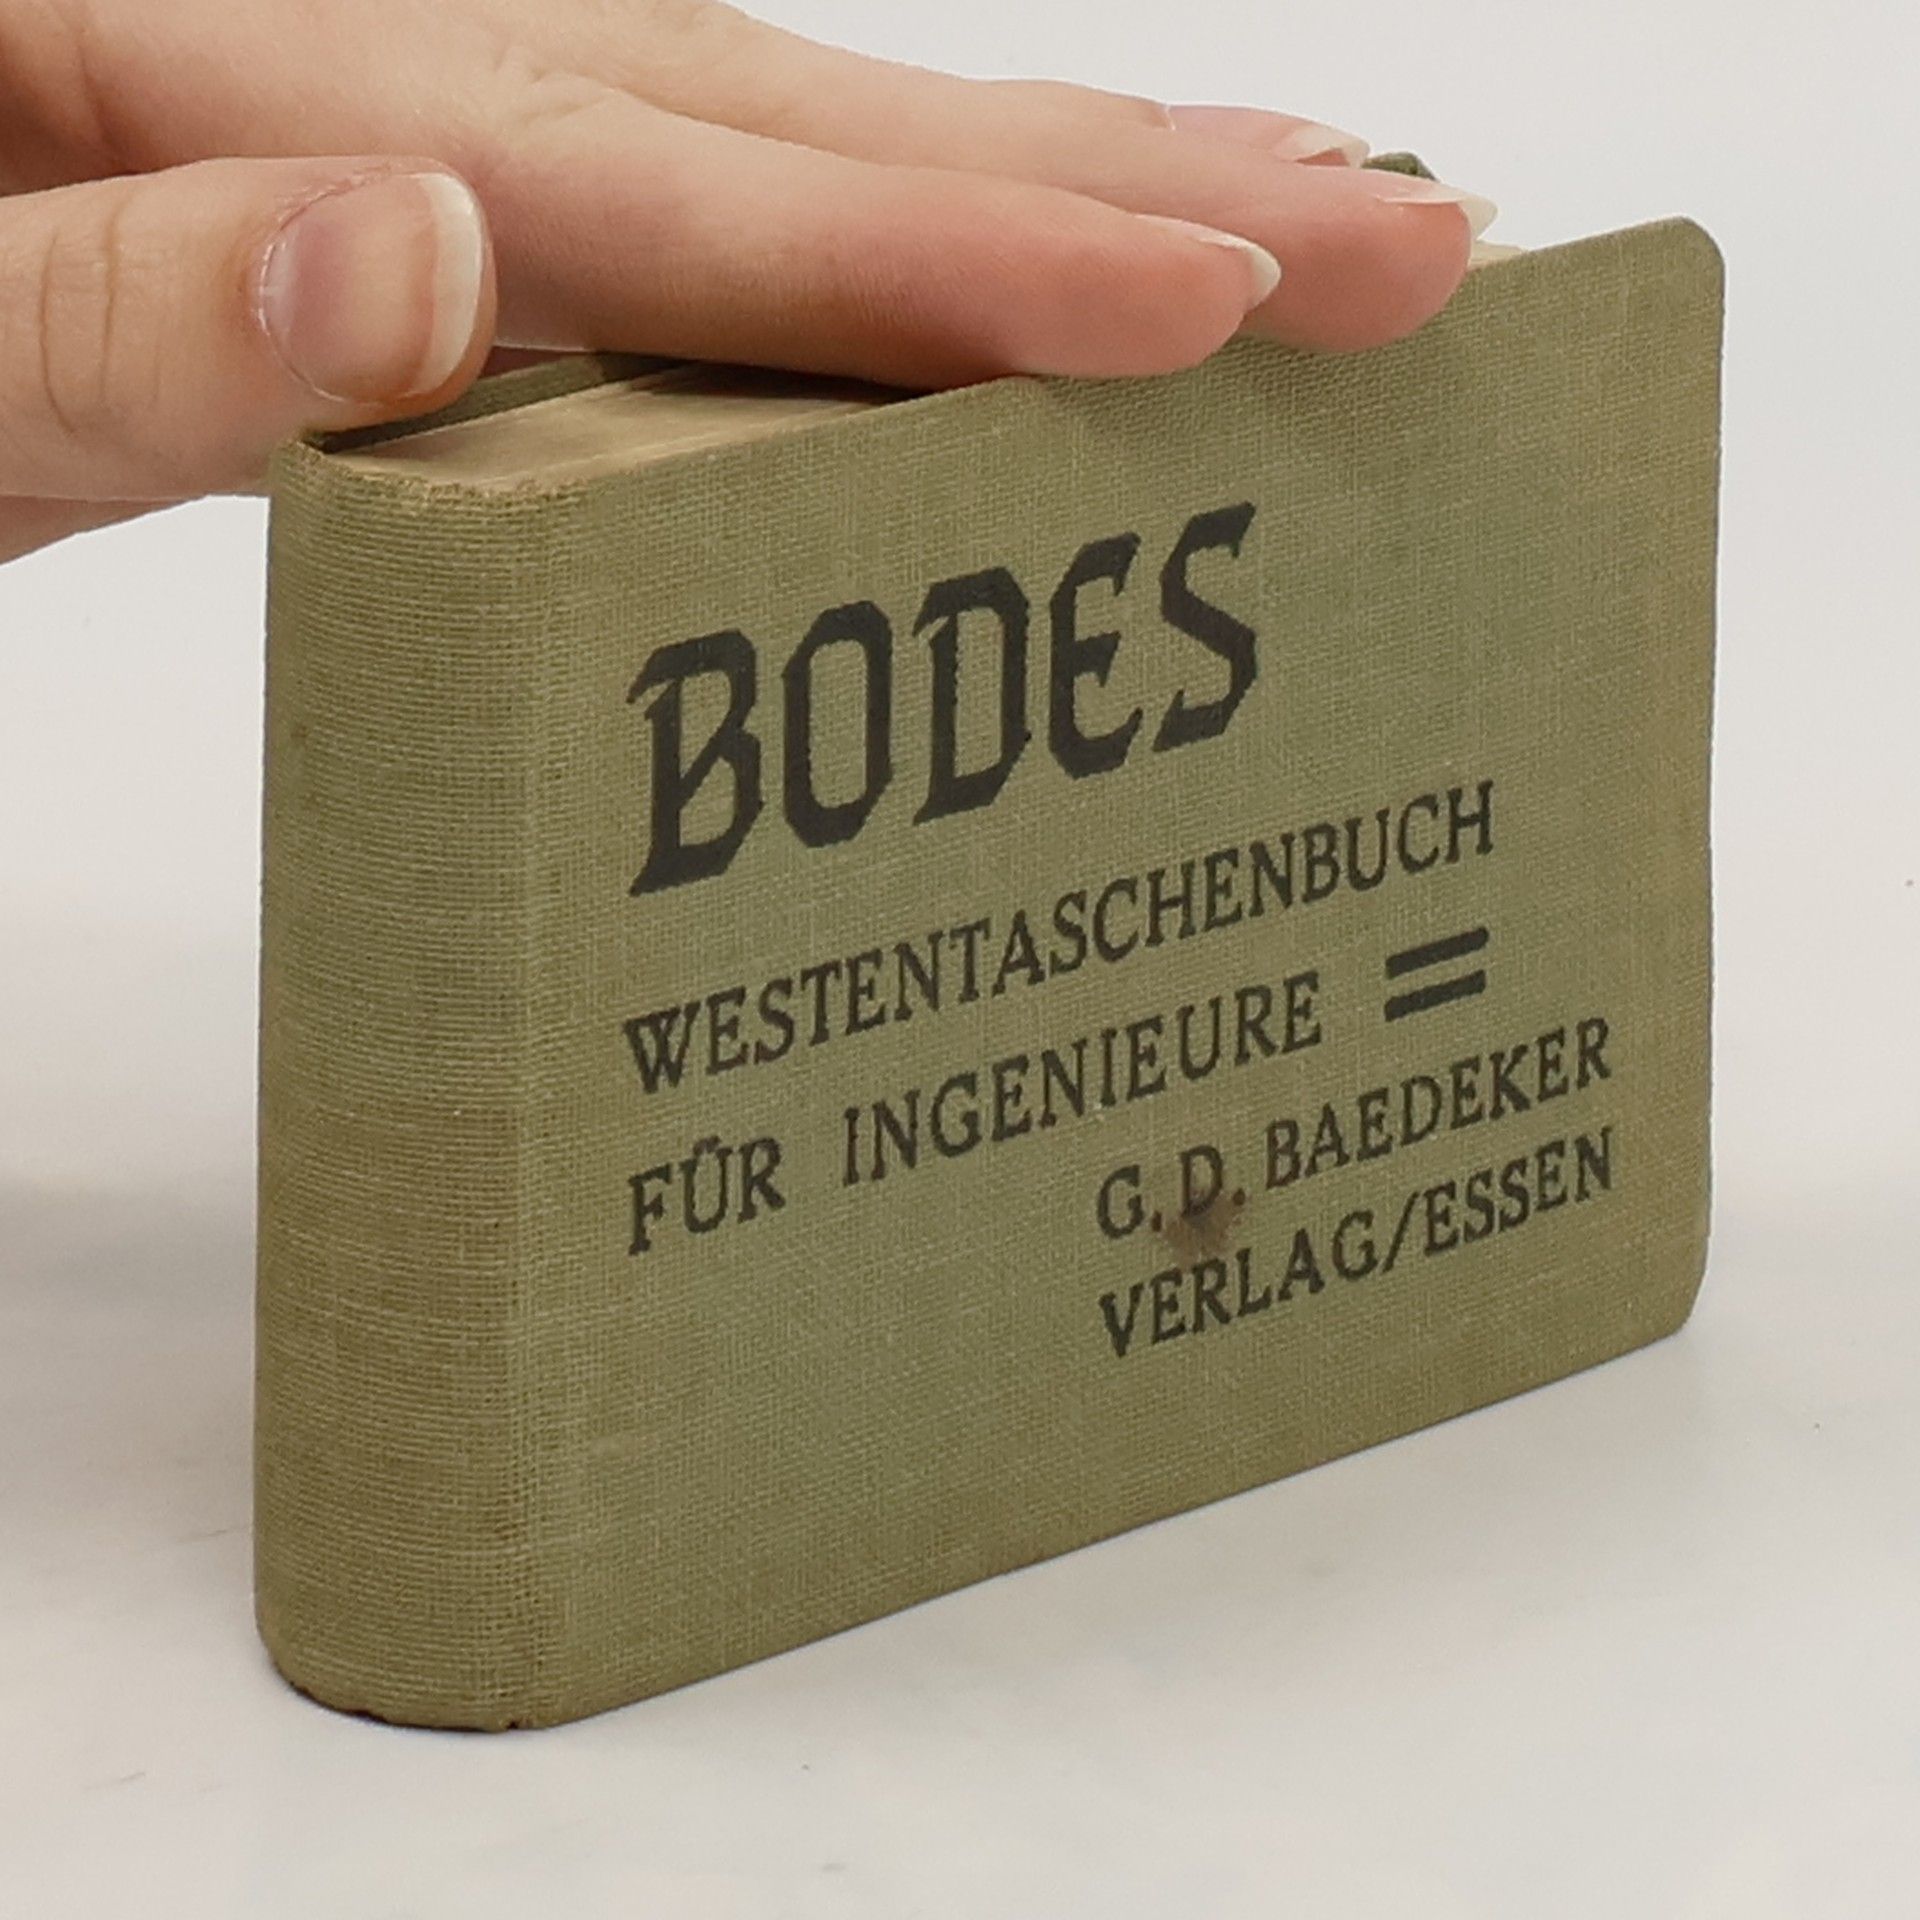 BODES
WESTENTASCHENBUCH
FÜR INGENIEURE =
G. D. BAEDEKER
VERLAG/ESSEN